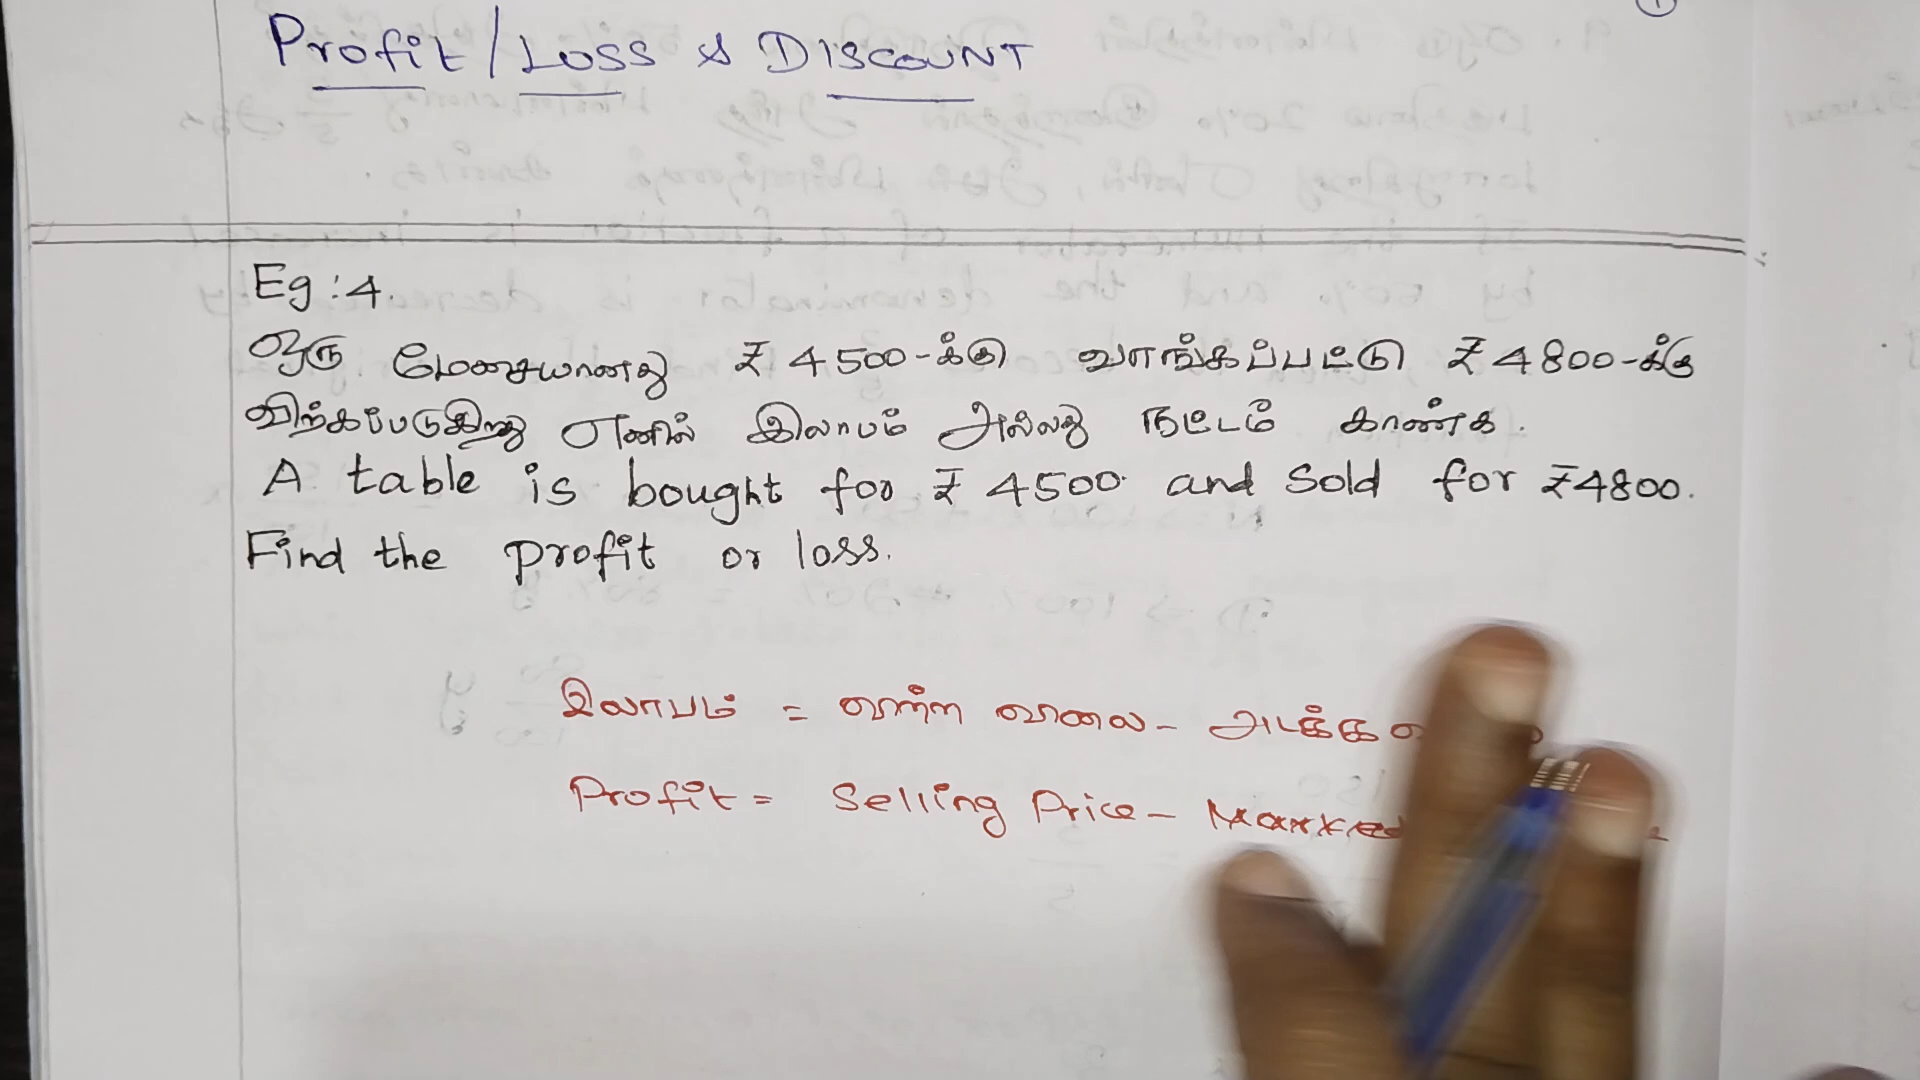 Profit/Loss & DISCOUNT
Eg:4.
ஒரு மேசையானது ₹4500-க்கு வாங்கப்பட்டு ₹4800-க்கு
விற்கப்படுகிறது எனில் இலாபம் அல்லது நட்டம் காண்க.
A table is bought for ₹4500 and sold for ₹4800.
Find the profit or loss.
இலாபம் = விற்ற விலை - அடக்க
Profit = Selling Price - Marked